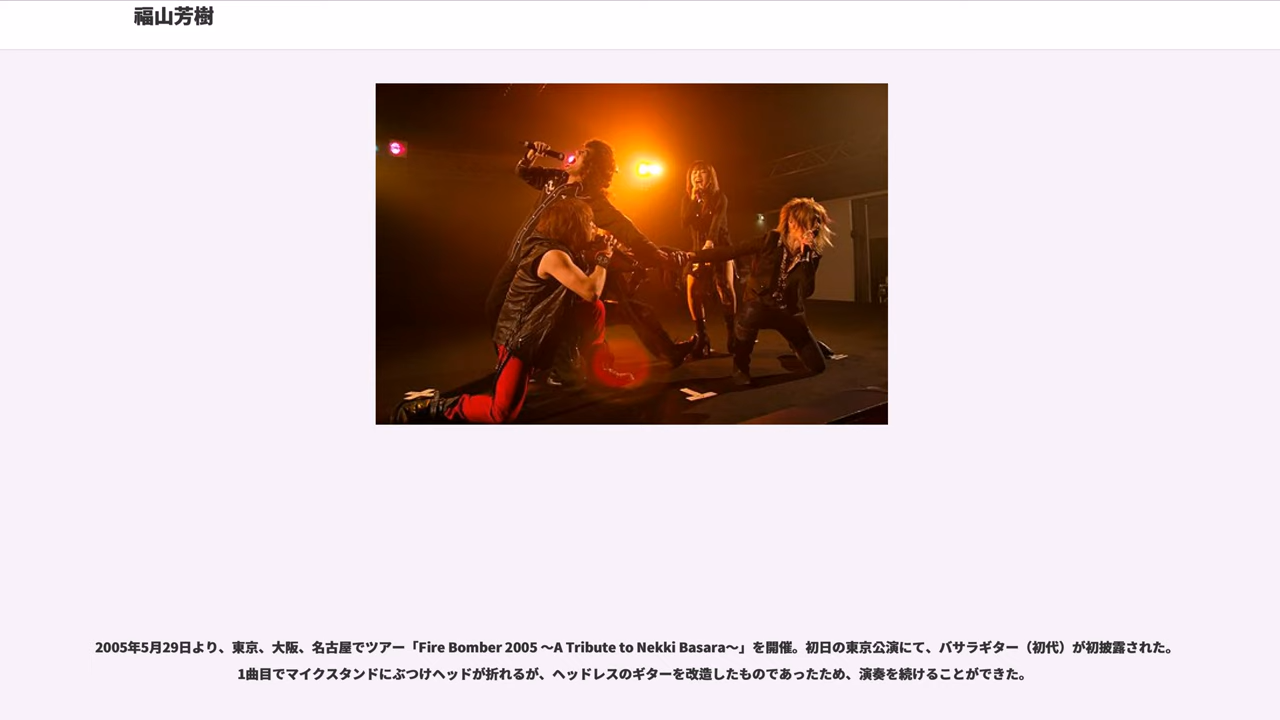 福山芳樹
2005年5月29日より、東京、大阪、名古屋でツアー「Fire Bomber 2005 〜A Tribute to Nekki Basara〜」を開催。初日の東京公演にて、バサラギター（初代）が初披露された。
1曲目でマイクスタンドにぶつけヘッドが折れるが、ヘッドレスのギターを改造したものであったため、演奏を続けることができた。